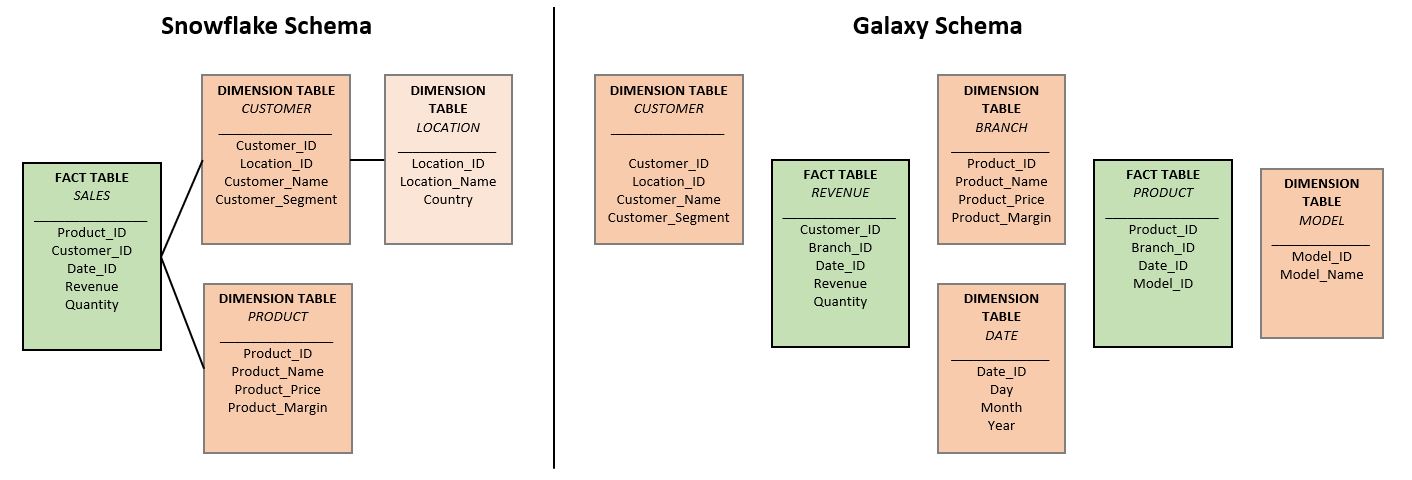 Snowflake Schema
FACT TABLE
SALES
Product_ID
Customer_ID
Date_ID
Revenue
Quantity
DIMENSION TABLE
CUSTOMER
Customer_ID
Location_ID
Customer_Name
Customer_Segment
DIMENSION
TABLE
LOCATION
Location_ID
Location_Name
Country
DIMENSION TABLE
PRODUCT
Product_ID
Product_Name
Product_Price
Product_Margin
Galaxy Schema
DIMENSION TABLE
CUSTOMER
Customer_ID
Location_ID
Customer_Name
Customer_Segment
FACT TABLE
REVENUE
Customer_ID
Branch_ID
Date_ID
Revenue
Quantity
DIMENSION
TABLE
BRANCH
Product_ID
Product_Name
Product_Price
Product_Margin
DIMENSION
TABLE
DATE
Date_ID
Day
Month
Year
FACT TABLE
PRODUCT
Product_ID
Branch_ID
Date_ID
Model_ID
DIMENSION
TABLE
MODEL
Model_ID
Model_Name